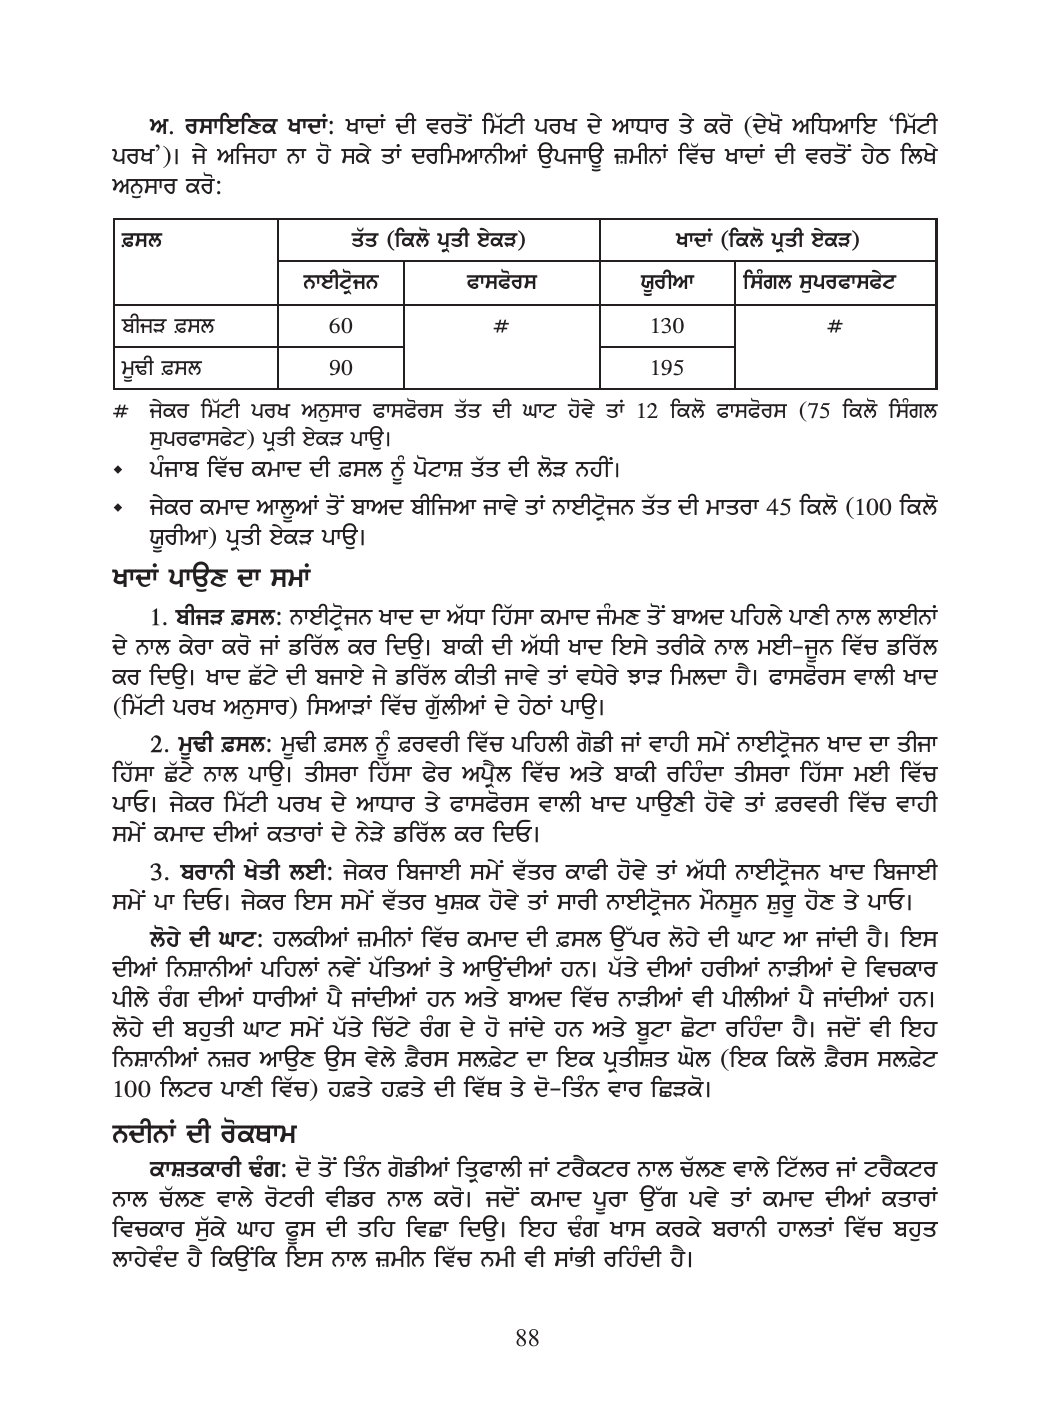 ਅ. ਰਸਾਇਣਿਕ ਖਾਦਾਂ: ਖਾਦਾਂ ਦੀ ਵਰਤੋਂ ਮਿੱਟੀ ਪਰਖ ਦੇ ਆਧਾਰ ਤੇ ਕਰੋ (ਦੇਖੋ ਅਧਿਆਇ ‘ਮਿੱਟੀ
ਪਰਖ’)। ਜੇ ਅਜਿਹਾ ਨਾ ਹੋ ਸਕੇ ਤਾਂ ਦਰਮਿਆਨੀਆਂ ਉਪਜਾਊ ਜ਼ਮੀਨਾਂ ਵਿੱਚ ਖਾਦਾਂ ਦੀ ਵਰਤੋਂ ਹੇਠ ਲਿਖੇ
ਅਨੁਸਾਰ ਕਰੋ:
ਫ਼ਸਲ ਤੱਤ (ਕਿਲੋ ਪ੍ਰਤੀ ਏਕੜ) ਖਾਦਾਂ (ਕਿਲੋ ਪ੍ਰਤੀ ਏਕੜ)
ਨਾਈਟ੍ਰੋਜਨ ਫਾਸਫੋਰਸ ਯੂਰੀਆ ਸਿੰਗਲ ਸੁਪਰਫਾਸਫੇਟ
ਬੀਜੜ ਫ਼ਸਲ 60 # 130 #
ਮੂਢੀ ਫ਼ਸਲ 90 195
# ਜੇਕਰ ਮਿੱਟੀ ਪਰਖ ਅਨੁਸਾਰ ਫਾਸਫੋਰਸ ਤੱਤ ਦੀ ਘਾਟ ਹੋਵੇ ਤਾਂ 12 ਕਿਲੋ ਫਾਸਫੋਰਸ (75 ਕਿਲੋ ਸਿੰਗਲ
ਸੁਪਰਫਾਸਫੇਟ) ਪ੍ਰਤੀ ਏਕੜ ਪਾਉ।
◆ ਪੰਜਾਬ ਵਿੱਚ ਕਮਾਦ ਦੀ ਫ਼ਸਲ ਨੂੰ ਪੋਟਾਸ਼ ਤੱਤ ਦੀ ਲੋੜ ਨਹੀਂ।
◆ ਜੇਕਰ ਕਮਾਦ ਆਲੂਆਂ ਤੋਂ ਬਾਅਦ ਬੀਜਿਆ ਜਾਵੇ ਤਾਂ ਨਾਈਟ੍ਰੋਜਨ ਤੱਤ ਦੀ ਮਾਤਰਾ 45 ਕਿਲੋ (100 ਕਿਲੋ
ਯੂਰੀਆ) ਪ੍ਰਤੀ ਏਕੜ ਪਾਉ।
ਖਾਦਾਂ ਪਾਉਣ ਦਾ ਸਮਾਂ
1. ਬੀਜੜ ਫ਼ਸਲ: ਨਾਈਟ੍ਰੋਜਨ ਖਾਦ ਦਾ ਅੱਧਾ ਹਿੱਸਾ ਕਮਾਦ ਜੰਮਣ ਤੋਂ ਬਾਅਦ ਪਹਿਲੇ ਪਾਣੀ ਨਾਲ ਲਾਈਨਾਂ
ਦੇ ਨਾਲ ਕੇਰਾ ਕਰੋ ਜਾਂ ਡਰਿੱਲ ਕਰ ਦਿਉ। ਬਾਕੀ ਦੀ ਅੱਧੀ ਖਾਦ ਇਸੇ ਤਰੀਕੇ ਨਾਲ ਮਈ-ਜੂਨ ਵਿੱਚ ਡਰਿੱਲ
ਕਰ ਦਿਉ। ਖਾਦ ਛੱਟੇ ਦੀ ਬਜਾਏ ਜੇ ਡਰਿੱਲ ਕੀਤੀ ਜਾਵੇ ਤਾਂ ਵਧੇਰੇ ਝਾੜ ਮਿਲਦਾ ਹੈ। ਫਾਸਫੋਰਸ ਵਾਲੀ ਖਾਦ
(ਮਿੱਟੀ ਪਰਖ ਅਨੁਸਾਰ) ਸਿਆੜਾਂ ਵਿੱਚ ਗੁੱਲੀਆਂ ਦੇ ਹੇਠਾਂ ਪਾਉ।
2. ਮੂਢੀ ਫ਼ਸਲ: ਮੂਢੀ ਫ਼ਸਲ ਨੂੰ ਫ਼ਰਵਰੀ ਵਿੱਚ ਪਹਿਲੀ ਗੋਡੀ ਜਾਂ ਵਾਹੀ ਸਮੇਂ ਨਾਈਟ੍ਰੋਜਨ ਖਾਦ ਦਾ ਤੀਜਾ
ਹਿੱਸਾ ਛੱਟੇ ਨਾਲ ਪਾਉ। ਤੀਸਰਾ ਹਿੱਸਾ ਫੇਰ ਅਪ੍ਰੈਲ ਵਿੱਚ ਅਤੇ ਬਾਕੀ ਰਹਿੰਦਾ ਤੀਸਰਾ ਹਿੱਸਾ ਮਈ ਵਿੱਚ
ਪਾਓ। ਜੇਕਰ ਮਿੱਟੀ ਪਰਖ ਦੇ ਆਧਾਰ ਤੇ ਫਾਸਫੋਰਸ ਵਾਲੀ ਖਾਦ ਪਾਉਣੀ ਹੋਵੇ ਤਾਂ ਫ਼ਰਵਰੀ ਵਿੱਚ ਵਾਹੀ
ਸਮੇਂ ਕਮਾਦ ਦੀਆਂ ਕਤਾਰਾਂ ਦੇ ਨੇੜੇ ਡਰਿੱਲ ਕਰ ਦਿਓ।
3. ਬਰਾਨੀ ਖੇਤੀ ਲਈ: ਜੇਕਰ ਬਿਜਾਈ ਸਮੇਂ ਵੱਤਰ ਕਾਫੀ ਹੋਵੇ ਤਾਂ ਅੱਧੀ ਨਾਈਟ੍ਰੋਜਨ ਖਾਦ ਬਿਜਾਈ
ਸਮੇਂ ਪਾ ਦਿਓ। ਜੇਕਰ ਇਸ ਸਮੇਂ ਵੱਤਰ ਖੁਸ਼ਕ ਹੋਵੇ ਤਾਂ ਸਾਰੀ ਨਾਈਟ੍ਰੋਜਨ ਮੌਨਸੂਨ ਸ਼ੁਰੂ ਹੋਣ ਤੇ ਪਾਓ।
ਲੋਹੇ ਦੀ ਘਾਟ: ਹਲਕੀਆਂ ਜ਼ਮੀਨਾਂ ਵਿੱਚ ਕਮਾਦ ਦੀ ਫ਼ਸਲ ਉੱਪਰ ਲੋਹੇ ਦੀ ਘਾਟ ਆ ਜਾਂਦੀ ਹੈ। ਇਸ
ਦੀਆਂ ਨਿਸ਼ਾਨੀਆਂ ਪਹਿਲਾਂ ਨਵੇਂ ਪੱਤਿਆਂ ਤੇ ਆਉਂਦੀਆਂ ਹਨ। ਪੱਤੇ ਦੀਆਂ ਹਰੀਆਂ ਨਾੜੀਆਂ ਦੇ ਵਿਚਕਾਰ
ਪੀਲੇ ਰੰਗ ਦੀਆਂ ਧਾਰੀਆਂ ਪੈ ਜਾਂਦੀਆਂ ਹਨ ਅਤੇ ਬਾਅਦ ਵਿੱਚ ਨਾੜੀਆਂ ਵੀ ਪੀਲੀਆਂ ਪੈ ਜਾਂਦੀਆਂ ਹਨ।
ਲੋਹੇ ਦੀ ਬਹੁਤੀ ਘਾਟ ਸਮੇਂ ਪੱਤੇ ਚਿੱਟੇ ਰੰਗ ਦੇ ਹੋ ਜਾਂਦੇ ਹਨ ਅਤੇ ਬੂਟਾ ਛੋਟਾ ਰਹਿੰਦਾ ਹੈ। ਜਦੋਂ ਵੀ ਇਹ
ਨਿਸ਼ਾਨੀਆਂ ਨਜ਼ਰ ਆਉਣ ਉਸ ਵੇਲੇ ਫ਼ੈਰਸ ਸਲਫ਼ੇਟ ਦਾ ਇਕ ਪ੍ਰਤੀਸ਼ਤ ਘੋਲ (ਇਕ ਕਿਲੋ ਫ਼ੈਰਸ ਸਲਫ਼ੇਟ
100 ਲਿਟਰ ਪਾਣੀ ਵਿੱਚ) ਹਫ਼ਤੇ ਹਫ਼ਤੇ ਦੀ ਵਿੱਥ ਤੇ ਦੋ-ਤਿੰਨ ਵਾਰ ਛਿੜਕੋ।
ਨਦੀਨਾਂ ਦੀ ਰੋਕਥਾਮ
ਕਾਸ਼ਤਕਾਰੀ ਢੰਗ: ਦੋ ਤੋਂ ਤਿੰਨ ਗੋਡੀਆਂ ਤ੍ਰਿਫਾਲੀ ਜਾਂ ਟਰੈਕਟਰ ਨਾਲ ਚੱਲਣ ਵਾਲੇ ਟਿੱਲਰ ਜਾਂ ਟਰੈਕਟਰ
ਨਾਲ ਚੱਲਣ ਵਾਲੇ ਰੋਟਰੀ ਵੀਡਰ ਨਾਲ ਕਰੋ। ਜਦੋਂ ਕਮਾਦ ਪੂਰਾ ਉੱਗ ਪਵੇ ਤਾਂ ਕਮਾਦ ਦੀਆਂ ਕਤਾਰਾਂ
ਵਿਚਕਾਰ ਸੁੱਕੇ ਘਾਹ ਫੂਸ ਦੀ ਤਹਿ ਵਿਛਾ ਦਿਉ। ਇਹ ਢੰਗ ਖਾਸ ਕਰਕੇ ਬਰਾਨੀ ਹਾਲਤਾਂ ਵਿੱਚ ਬਹੁਤ
ਲਾਹੇਵੰਦ ਹੈ ਕਿਉਂਕਿ ਇਸ ਨਾਲ ਜ਼ਮੀਨ ਵਿੱਚ ਨਮੀ ਵੀ ਸਾਂਭੀ ਰਹਿੰਦੀ ਹੈ।
88